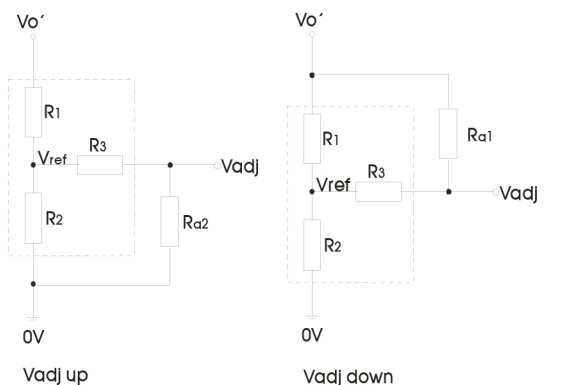 Vo´
R1
R3
Vref
Vadj
R2
Ra2
0V
Vadj up
Vo´
R1
Ra1
R3
Vref
Vadj
R2
0V
Vadj down